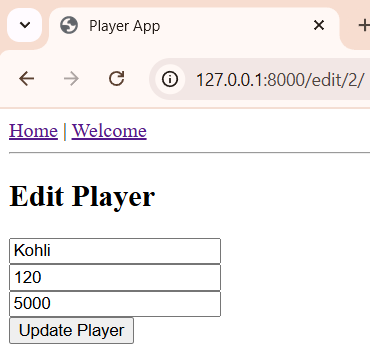 Player App
127.0.0.1:8000/edit/2/
Home | Welcome
Edit Player
Kohli
120
5000
Update Player